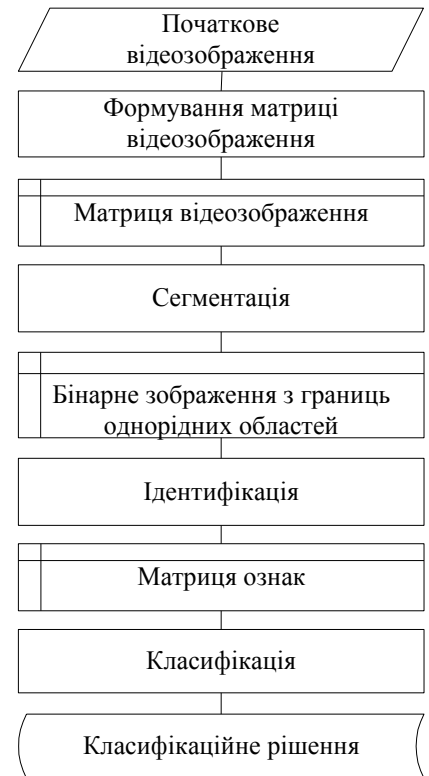 Початкове
відеозображення
Формування матриці
відеозображення
Матриця відеозображення
Сегментація
Бінарне зображення з границь
однорідних областей
Ідентифікація
Матриця ознак
Класифікація
Класифікаційне рішення